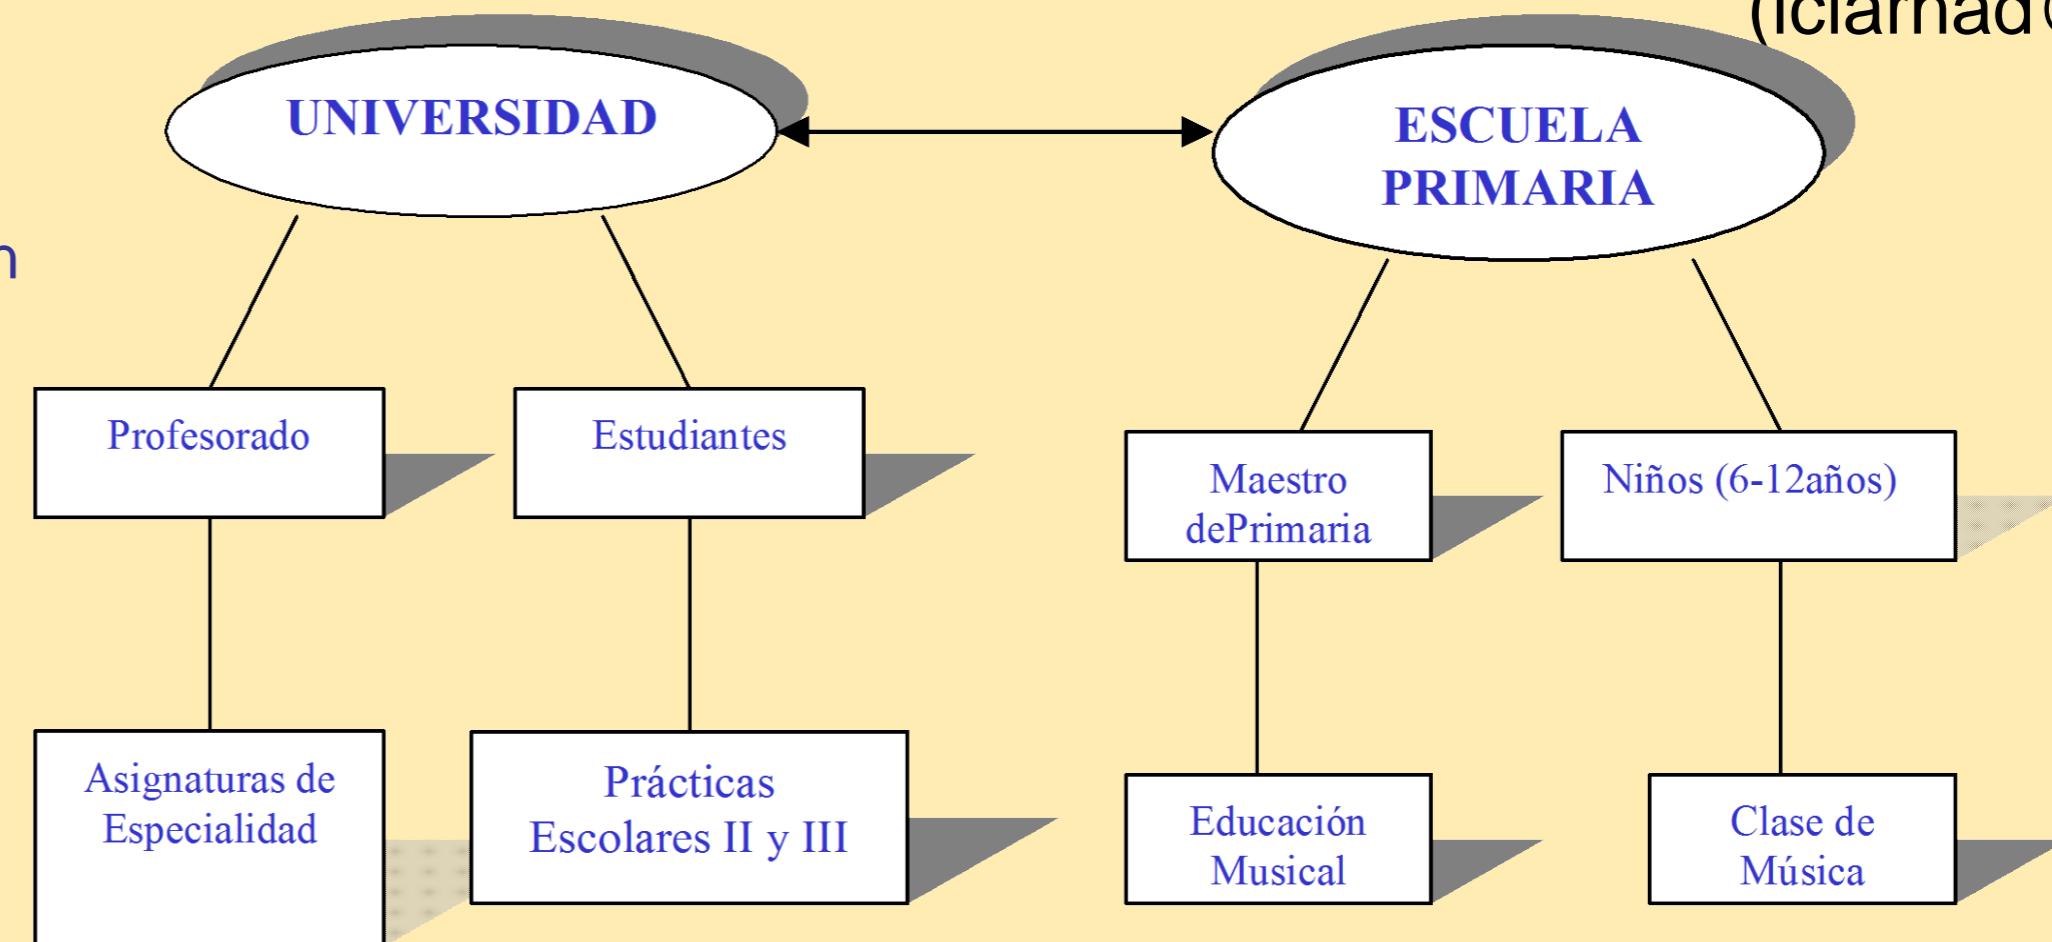 (iciarnad
UNIVERSIDAD
ESCUELA
PRIMARIA
n
Profesorado
Estudiantes
Maestro
dePrimaria
Niños (6-12años)
Asignaturas de
Especialidad
Prácticas
Escolares II y III
Educación
Musical
Clase de
Música